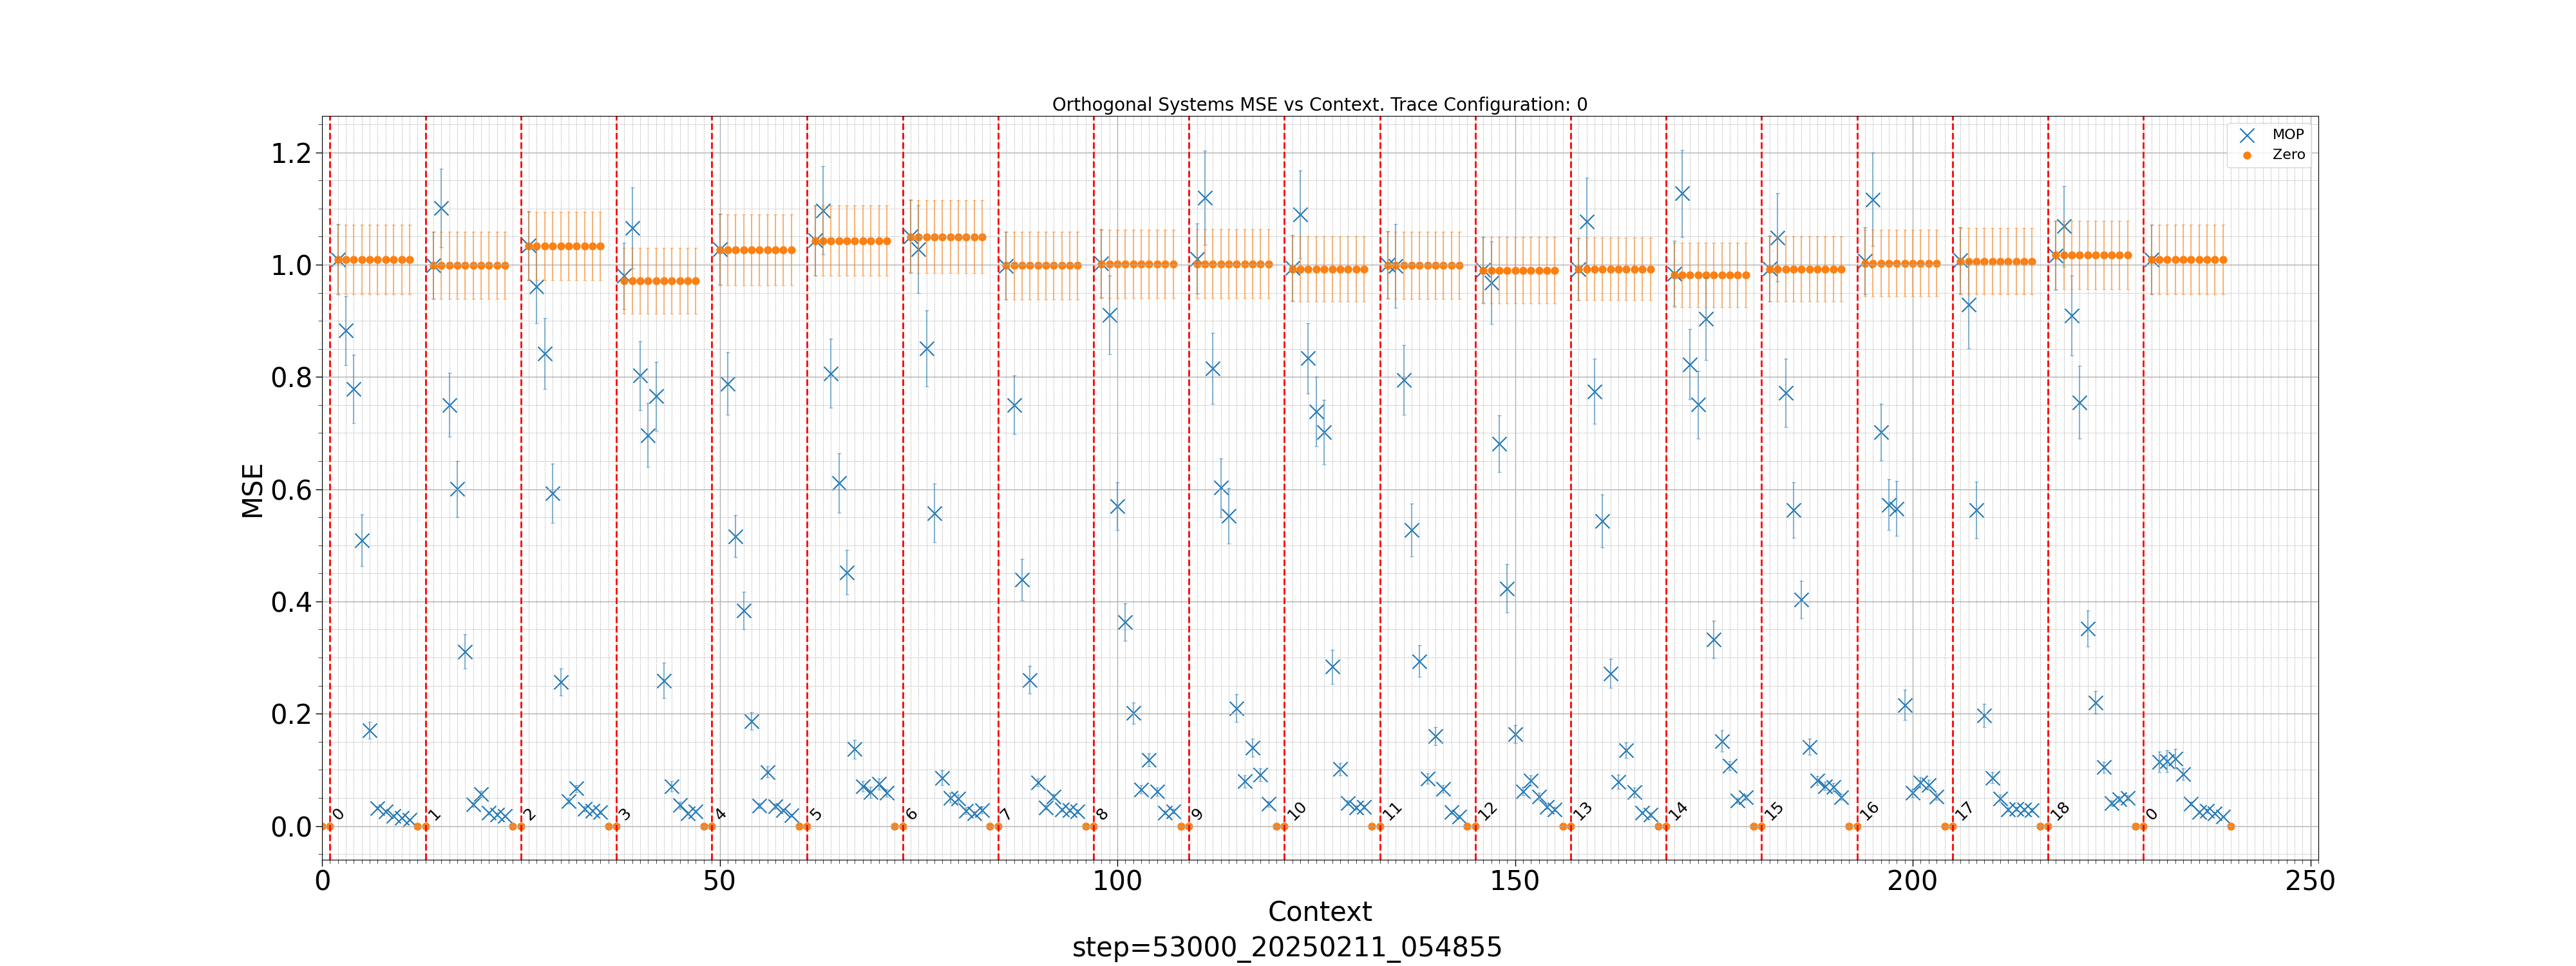 Orthogonal Systems MSE vs Context. Trace Configuration: 0
MOP
Zero
1.2
1.0
0.8
0.6
0.4
0.2
0.0
MSE
0 1 2 3 4 5 6 7 8 9 10 11 12 13 14 15 16 17 18 0
0 50 100 150 200 250
Context
step=53000_20250211_054855